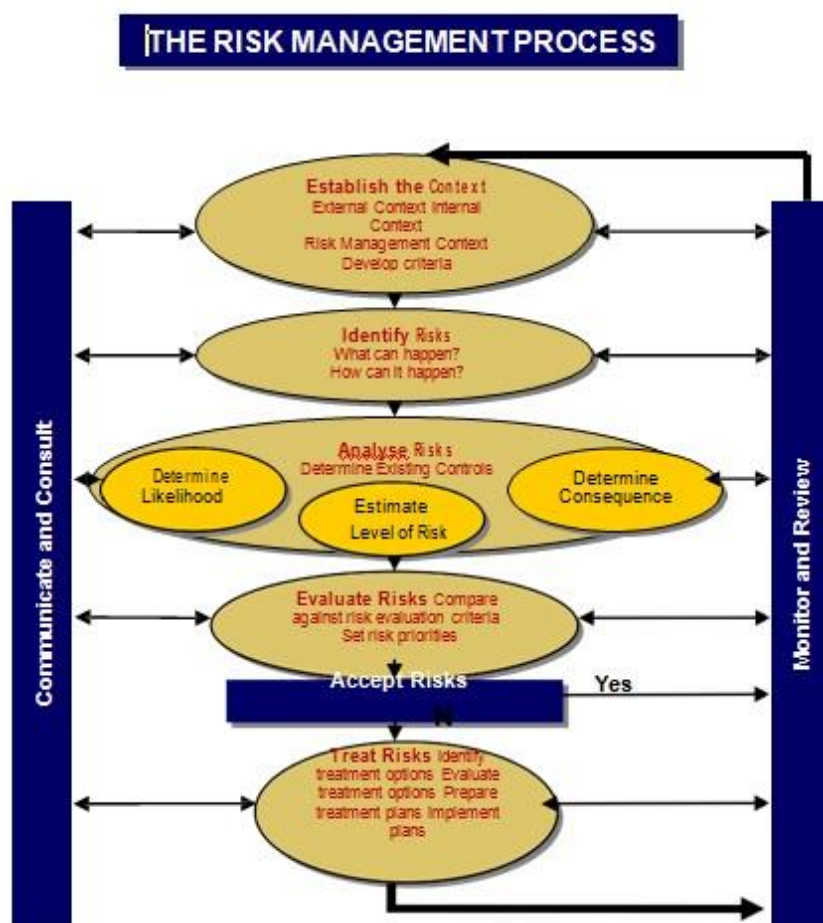 THE RISK MANAGEMENT PROCESS
Establish the Context
External Context Internal
Context
Risk Management Context
Develop criteria
Identify Risks
What can happen?
How can it happen?
Analyse Risks
Determine Existing Controls
Determine
Likelihood
Estimate
Level of Risk
Determine
Consequence
Evaluate Risks Compare
against risk evaluation criteria
Set risk priorities
Accept Risks
Yes
N
Treat Risks Identify
treatment options Evaluate
treatment options Prepare
treatment plans Implement
plans
Communicate and Consult
Monitor and Review